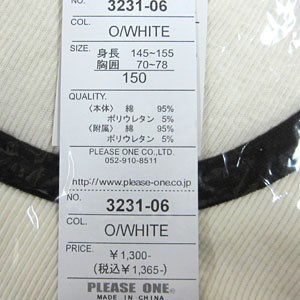 NO. 3231-06
COL. O/WHITE
SIZE. 身長 145~155
胸囲 70~78
150
QUALITY.
〈本体〉 綿 95%
ポリウレタン 5%
〈附属〉 綿 95%
ポリウレタン 5%
PLEASE ONE CO.,LTD.
052-910-8511
http://www.please-one.co.jp
NO. 3231-06
COL. O/WHITE
PRICE. ¥1,300-
(税込¥1,365-)
PLEASE ONE®
MADE IN CHINA